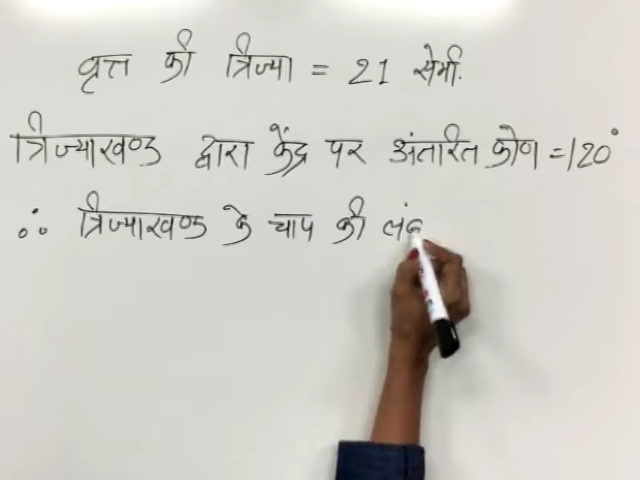 वृत्त की त्रिज्या = 21 सेमी.
त्रिज्याखण्ड द्वारा केंद्र पर अंतरित कोण = 120°
∴ त्रिज्याखण्ड के चाप की